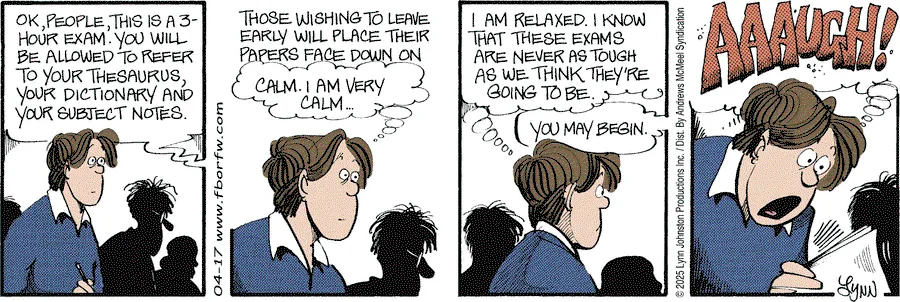 OK, PEOPLE, THIS IS A 3-
HOUR EXAM. YOU WILL
BE ALLOWED TO REFER
TO YOUR THESAURUS,
YOUR DICTIONARY AND
YOUR SUBJECT NOTES.
04-17 www.fborfw.com
THOSE WISHING TO LEAVE
EARLY WILL PLACE THEIR
PAPERS FACE DOWN ON
CALM. I AM VERY
CALM...
I AM RELAXED. I KNOW
THAT THESE EXAMS
ARE NEVER AS TOUGH
AS WE THINK THEY'RE
GOING TO BE.
YOU MAY BEGIN.
© 2025 Lynn Johnston Productions Inc. / Dist. By Andrews McMeel Syndication
AAAUGH!
LYNN